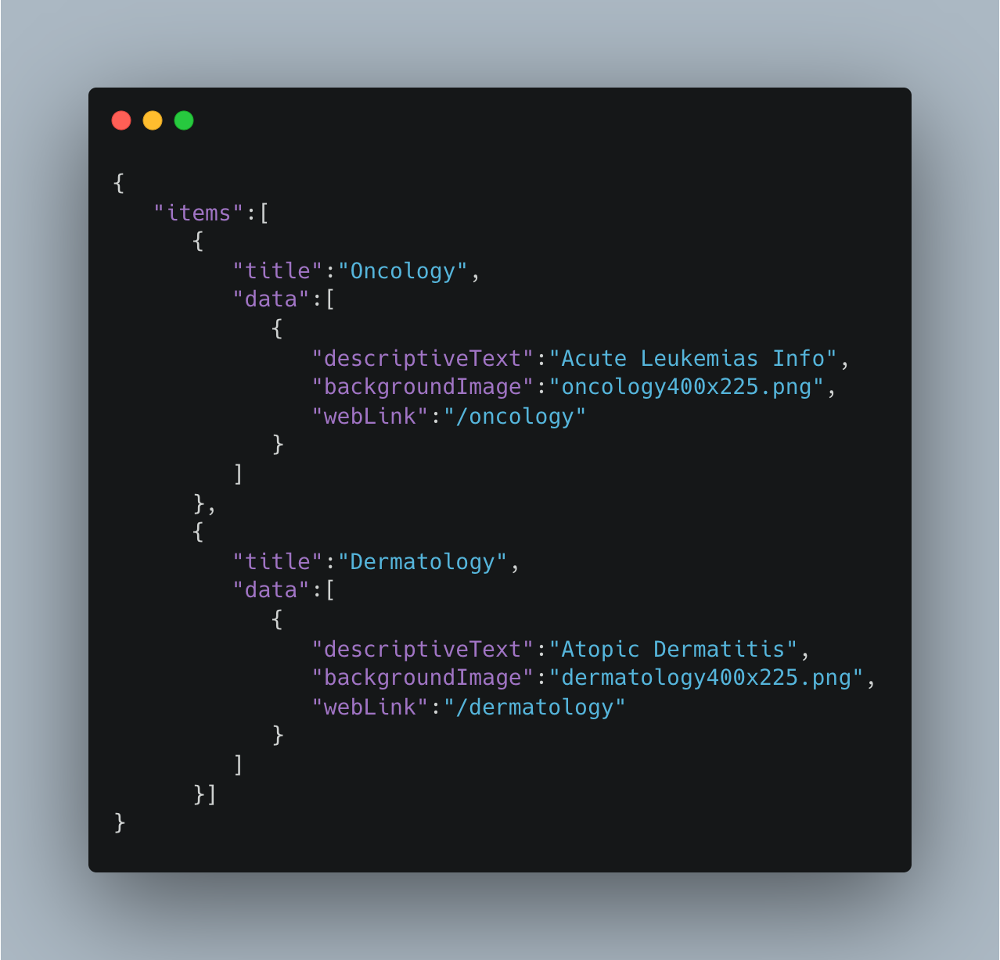 {
   "items":[
      {
         "title":"Oncology",
         "data":[
            {
               "descriptiveText":"Acute Leukemias Info",
               "backgroundImage":"oncology400x225.png",
               "webLink":"/oncology"
            }
         ]
      },
      {
         "title":"Dermatology",
         "data":[
            {
               "descriptiveText":"Atopic Dermatitis",
               "backgroundImage":"dermatology400x225.png",
               "webLink":"/dermatology"
            }
         ]
      }]
}